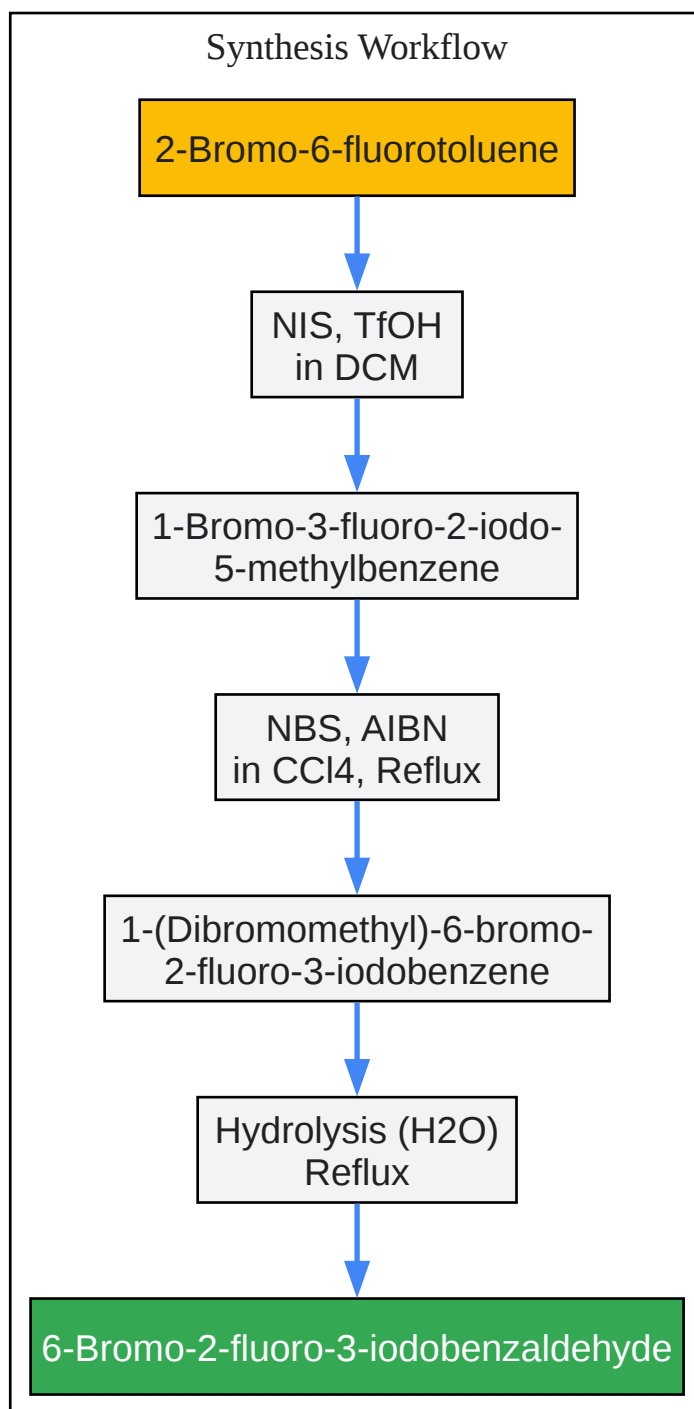 Synthesis Workflow
2-Bromo-6-fluorotoluene
NIS, TfOH
in DCM
1-Bromo-3-fluoro-2-iodo-
5-methylbenzene
NBS, AIBN
in CCl4, Reflux
1-(Dibromomethyl)-6-bromo-
2-fluoro-3-iodobenzene
Hydrolysis (H2O)
Reflux
6-Bromo-2-fluoro-3-iodobenzaldehyde